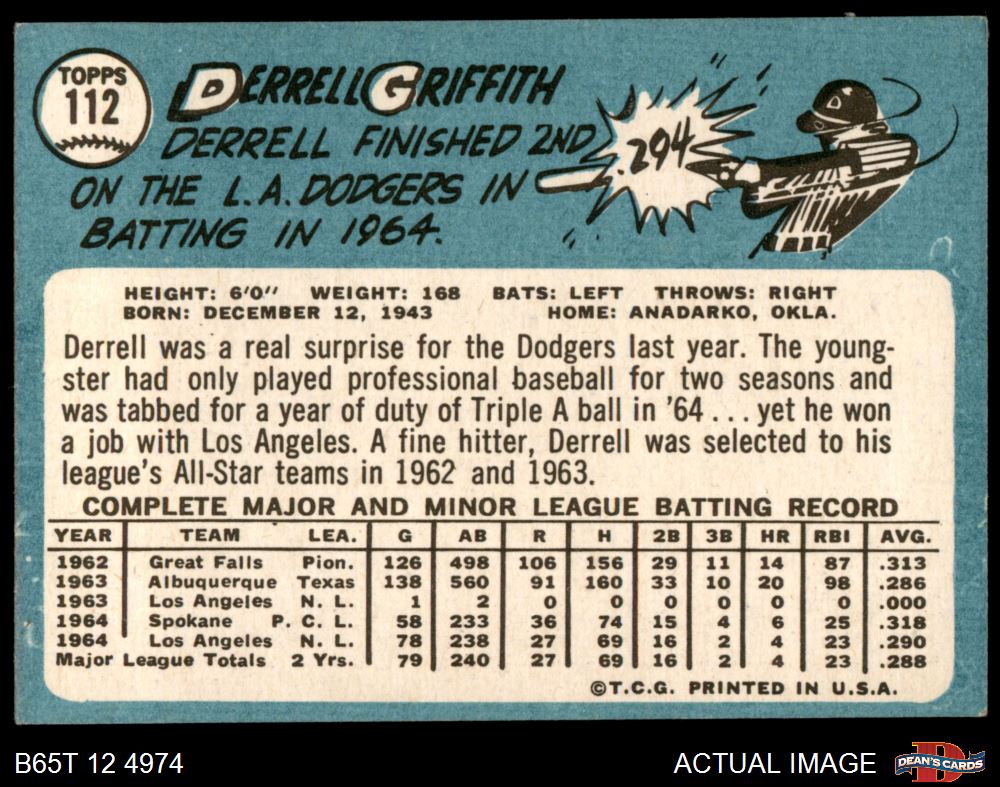 TOPPS
112
DERRELL GRIFFITH
DERRELL FINISHED 2ND
ON THE L.A. DODGERS IN
BATTING IN 1964.
.294
HEIGHT: 6'0" WEIGHT: 168 BATS: LEFT THROWS: RIGHT
BORN: DECEMBER 12, 1943 HOME: ANADARKO, OKLA.
Derrell was a real surprise for the Dodgers last year. The young-
ster had only played professional baseball for two seasons and
was tabbed for a year of duty of Triple A ball in '64 . . . yet he won
a job with Los Angeles. A fine hitter, Derrell was selected to his
league's All-Star teams in 1962 and 1963.
COMPLETE MAJOR AND MINOR LEAGUE BATTING RECORD
YEAR TEAM LEA. G AB R H 2B 3B HR RBI AVG.
1962 Great Falls Pion. 126 498 106 156 29 11 14 87 .313
1963 Albuquerque Texas 138 560 91 160 33 10 20 98 .286
1963 Los Angeles N. L. 1 2 0 0 0 0 0 0 .000
1964 Spokane P. C. L. 58 233 36 74 15 4 6 25 .318
1964 Los Angeles N. L. 78 238 27 69 16 2 4 23 .290
Major League Totals 2 Yrs. 79 240 27 69 16 2 4 23 .288
©T.C.G. PRINTED IN U.S.A.
B65T 12 4974
ACTUAL IMAGE
DEAN'S CARDS